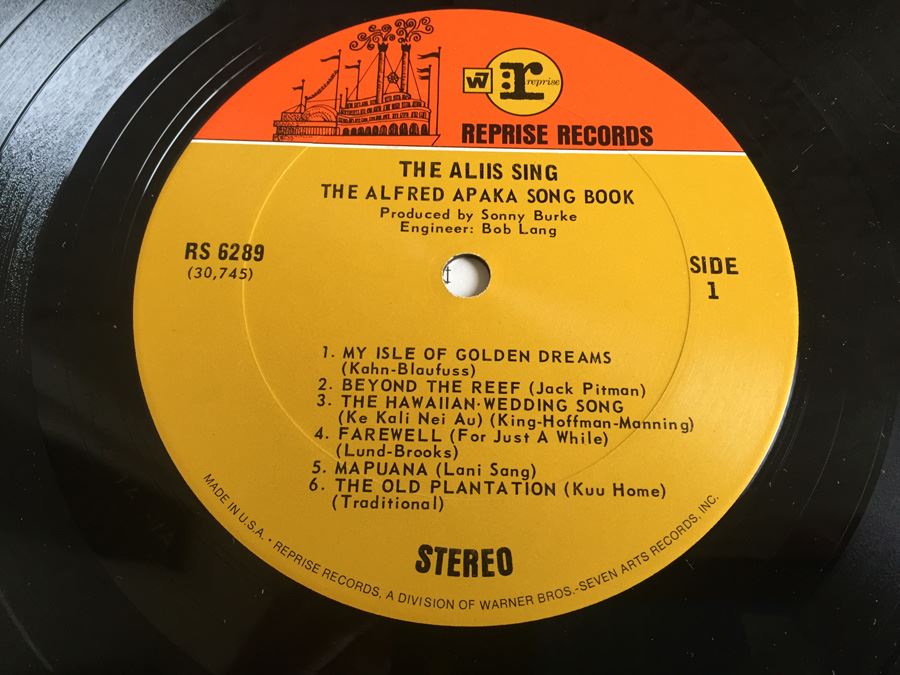 W7
r
reprise
REPRISE RECORDS
THE ALIIS SING
THE ALFRED APAKA SONG BOOK
Produced by Sonny Burke
Engineer: Bob Lang
RS 6289
(30,745)
SIDE
1
1. MY ISLE OF GOLDEN DREAMS
(Kahn-Blaufuss)
2. BEYOND THE REEF (Jack Pitman)
3. THE HAWAIIAN-WEDDING SONG
(Ke Kali Nei Au) (King-Hoffman-Manning)
4. FAREWELL (For Just A While)
(Lund-Brooks)
5. MAPUANA (Lani Sang)
6. THE OLD PLANTATION (Kuu Home)
(Traditional)
STEREO
MADE IN U.S.A. • REPRISE RECORDS, A DIVISION OF WARNER BROS.-SEVEN ARTS RECORDS, INC.